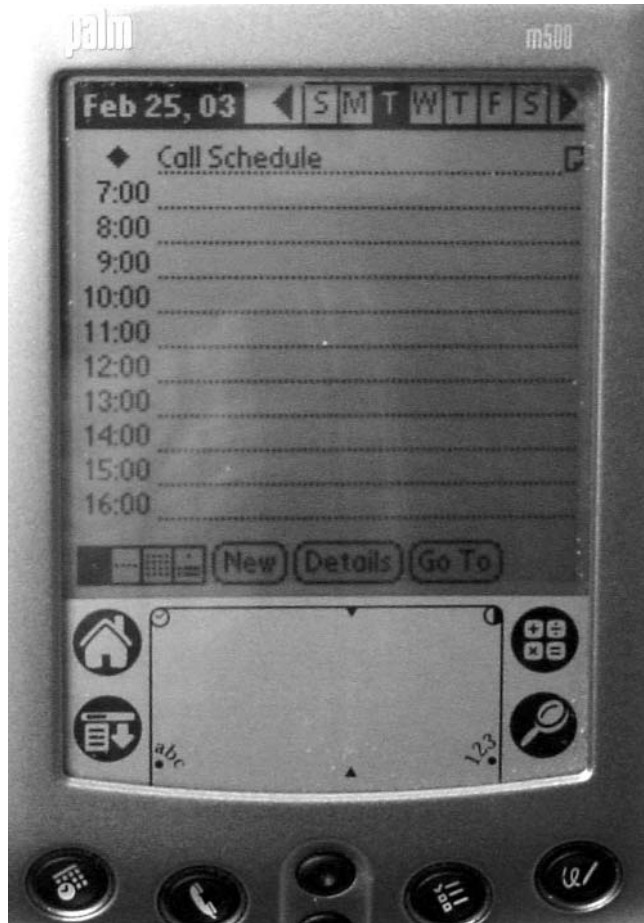 palm m500
Feb 25, 03 S M T W T F S
Call Schedule
7:00
8:00
9:00
10:00
11:00
12:00
13:00
14:00
15:00
16:00
New Details Go To
abc 123